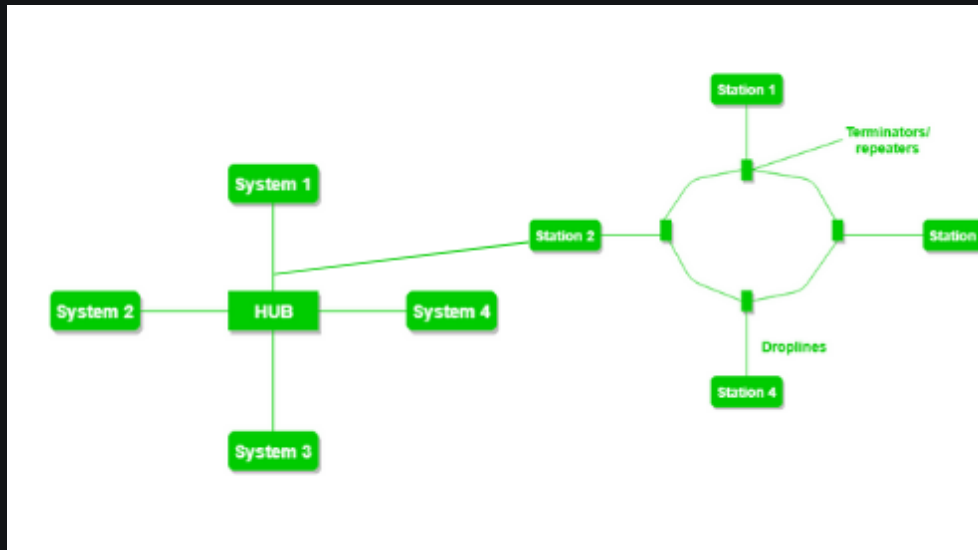 Station 1
Terminators/
repeaters
System 1
Station 2
Station
System 2
HUB
System 4
Droplines
Station 4
System 3